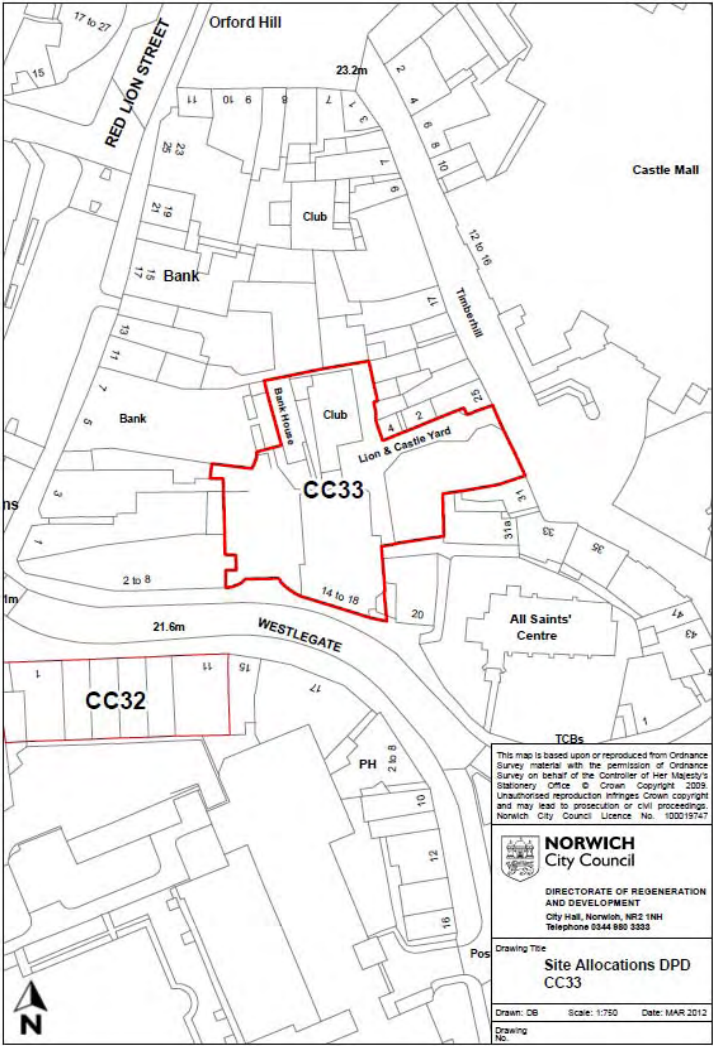 17 to 27
15
RED LION STREET
Orford Hill
23.2m
11
10
9
8
7
1
3
2
4
6
8
10
Castle Mall
23
25
7
9
19
21
Club
12 to 16
15
17
Bank
17
Timberhill
13
11
7
5
Bank
Bank House
Club
25
2
4
Lion & Castle Yard
CC33
3
ns
31
31a
33
35
1
2 to 8
14 to 18
20
1m
21.6m
WESTLEGATE
All Saints'
Centre
41
43
1
11
15
17
CC32
TCBs
PH
2 to 8
10
12
16
Pos
This map is based upon or reproduced from Ordnance
Survey material with the permission of Ordnance
Survey on behalf of the Controller of Her Majesty's
Stationery Office © Crown Copyright 2009.
Unauthorised reproduction infringes Crown copyright
and may lead to prosecution or civil proceedings.
Norwich City Council Licence No. 100019747
NORWICH
City Council
DIRECTORATE OF REGENERATION
AND DEVELOPMENT
City Hall, Norwich, NR2 1NH
Telephone 0344 980 3333
Drawing Title
Site Allocations DPD
CC33
Drawn: DB Scale: 1:750 Date: MAR 2012
Drawing
No.
N
1